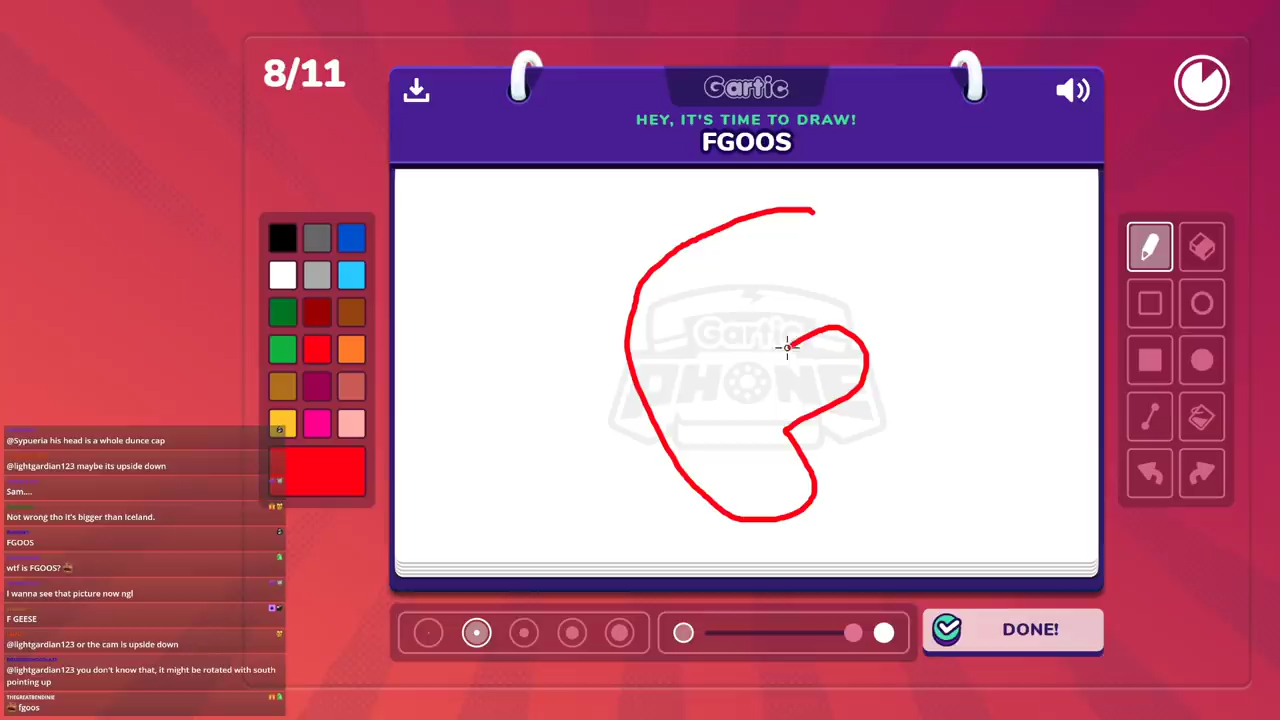 8/11
Gartic
HEY, IT'S TIME TO DRAW!
FGOOS
Gartic
PHONE
@Sypueria his head is a whole dunce cap
@lightgardian123 maybe its upside down
Sam....
Not wrong tho it's bigger than Iceland.
FGOOS
wtf is FGOOS?
I wanna see that picture now ngl
F GEESE
@lightgardian123 or the cam is upside down
@lightgardian123 you don't know that, it might be rotated with south
pointing up
THEGREATBENDINIE
fgoos
DONE!